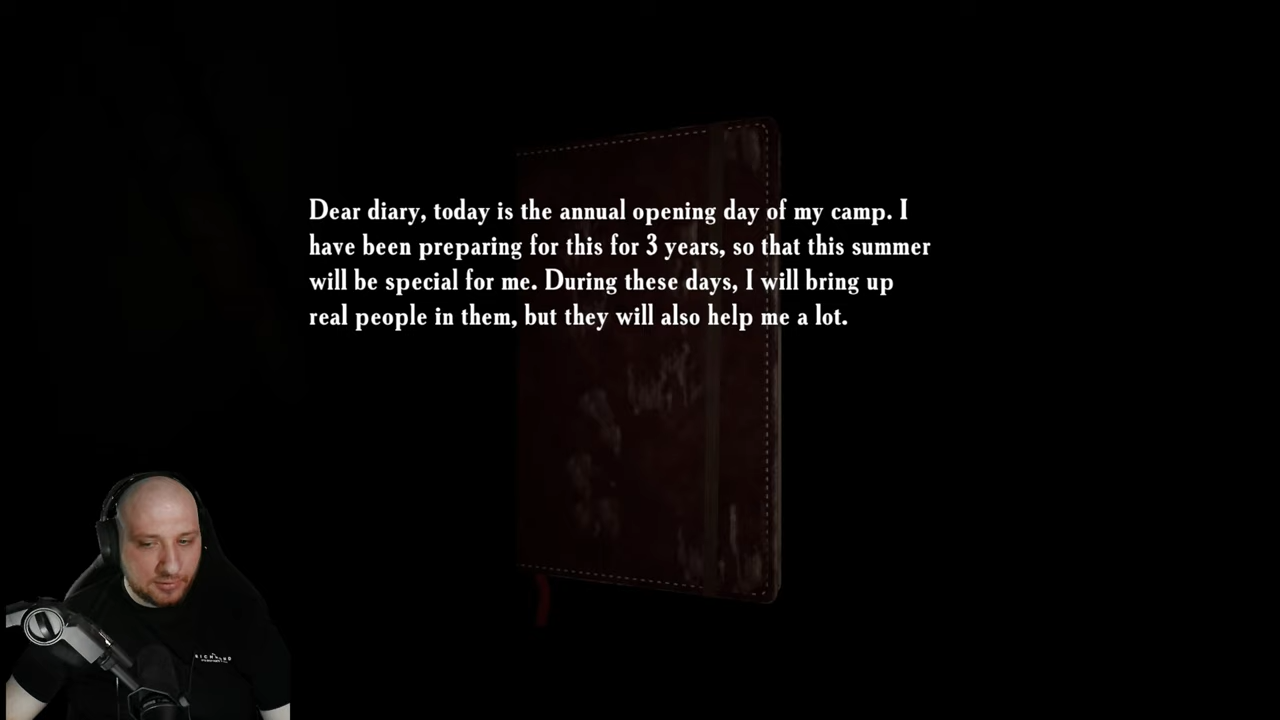 Dear diary, today is the annual opening day of my camp. I
have been preparing for this for 3 years, so that this summer
will be special for me. During these days, I will bring up
real people in them, but they will also help me a lot.